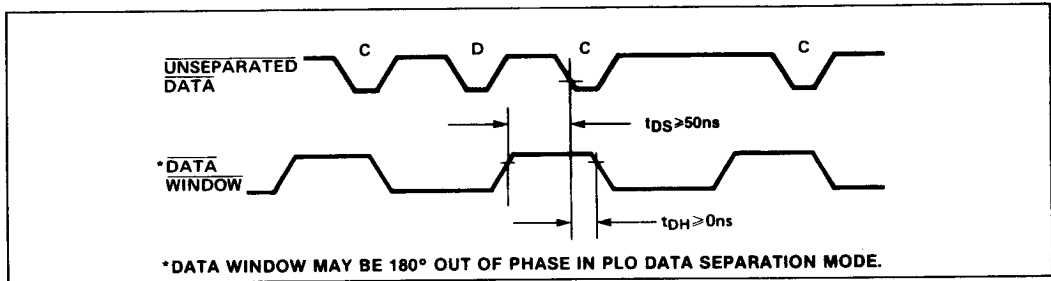 C D C C
UNSEPARATED
DATA
tDS≥50ns
*DATA
WINDOW
tDH≥0ns
*DATA WINDOW MAY BE 180° OUT OF PHASE IN PLO DATA SEPARATION MODE.